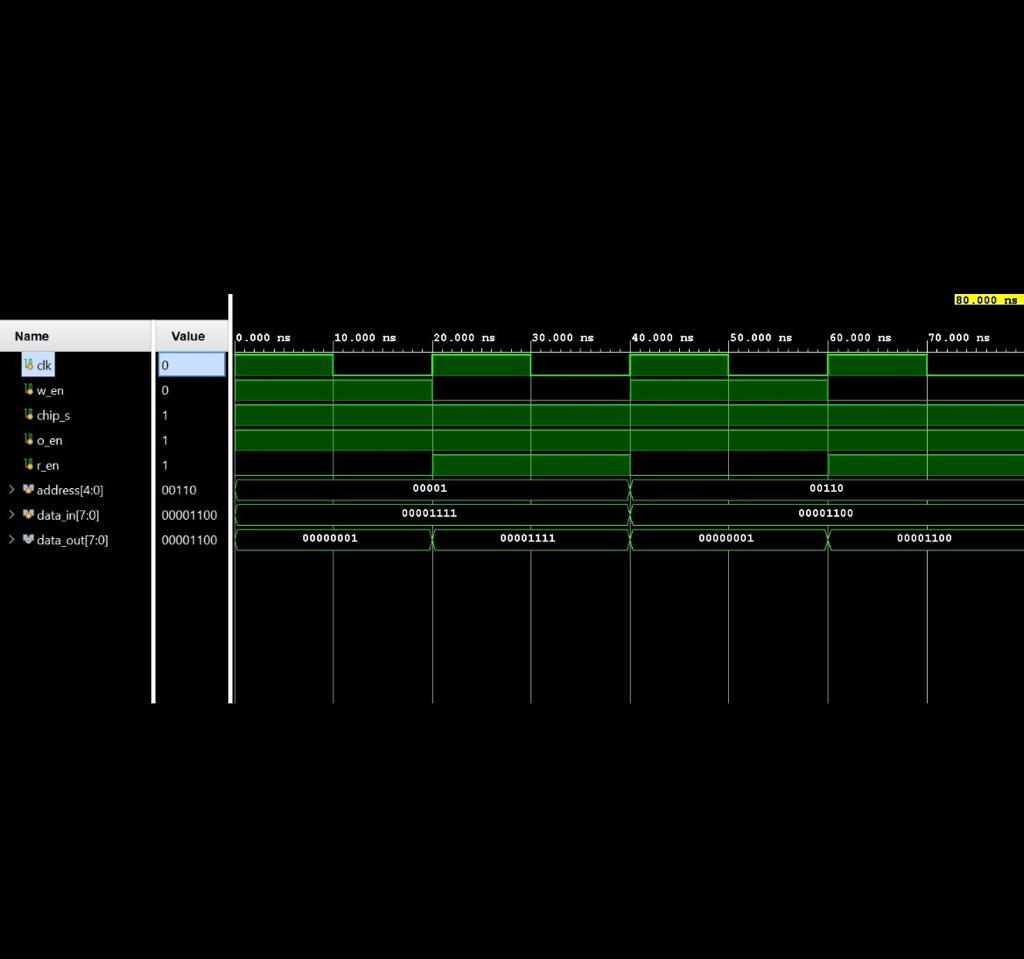 80.000 ns
Name Value 0.000 ns 10.000 ns 20.000 ns 30.000 ns 40.000 ns 50.000 ns 60.000 ns 70.000 ns
clk 0
w_en 0
chip_s 1
o_en 1
r_en 1
address[4:0] 00110 00001 00110
data_in[7:0] 00001100 00001111 00001100
data_out[7:0] 00001100 00000001 00001111 00000001 00001100